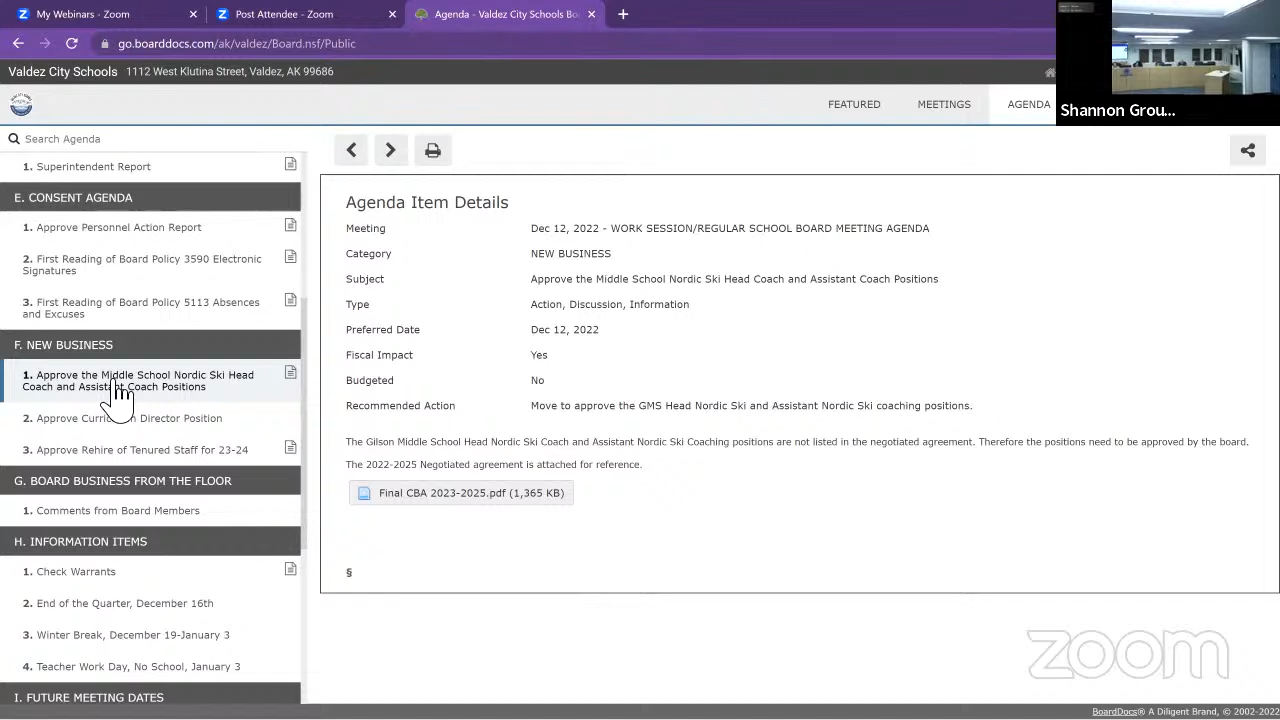 My Webinars - Zoom
Post Attendee - Zoom
Agenda - Valdez City Schools Bo
go.boarddocs.com/ak/valdez/Board.nsf/Public
Valdez City Schools 1112 West Klutina Street, Valdez, AK 99686
FEATURED MEETINGS AGENDA
Shannon Grou...
Search Agenda
1. Superintendent Report
E. CONSENT AGENDA
1. Approve Personnel Action Report
2. First Reading of Board Policy 3590 Electronic
Signatures
3. First Reading of Board Policy 5113 Absences
and Excuses
F. NEW BUSINESS
1. Approve the Middle School Nordic Ski Head
Coach and Assistant Coach Positions
2. Director Position
3. Approve Rehire of Tenured Staff for 23-24
G. BOARD BUSINESS FROM THE FLOOR
1. Comments from Board Members
H. INFORMATION ITEMS
1. Check Warrants
2. End of the Quarter, December 16th
3. Winter Break, December 19-January 3
4. Teacher Work Day, No School, January 3
I. FUTURE MEETING DATES
Agenda Item Details
Meeting Dec 12, 2022 - WORK SESSION/REGULAR SCHOOL BOARD MEETING AGENDA
Category NEW BUSINESS
Subject Approve the Middle School Nordic Ski Head Coach and Assistant Coach Positions
Type Action, Discussion, Information
Preferred Date Dec 12, 2022
Fiscal Impact Yes
Budgeted No
Recommended Action Move to approve the GMS Head Nordic Ski and Assistant Nordic Ski coaching positions.
The Gilson Middle School Head Nordic Ski Coach and Assistant Nordic Ski Coaching positions are not listed in the negotiated agreement. Therefore the positions need to be approved by the board.
The 2022-2025 Negotiated agreement is attached for reference.
Final CBA 2023-2025.pdf (1,365 KB)
§
zoom
BoardDocs® A Diligent Brand, © 2002-2022